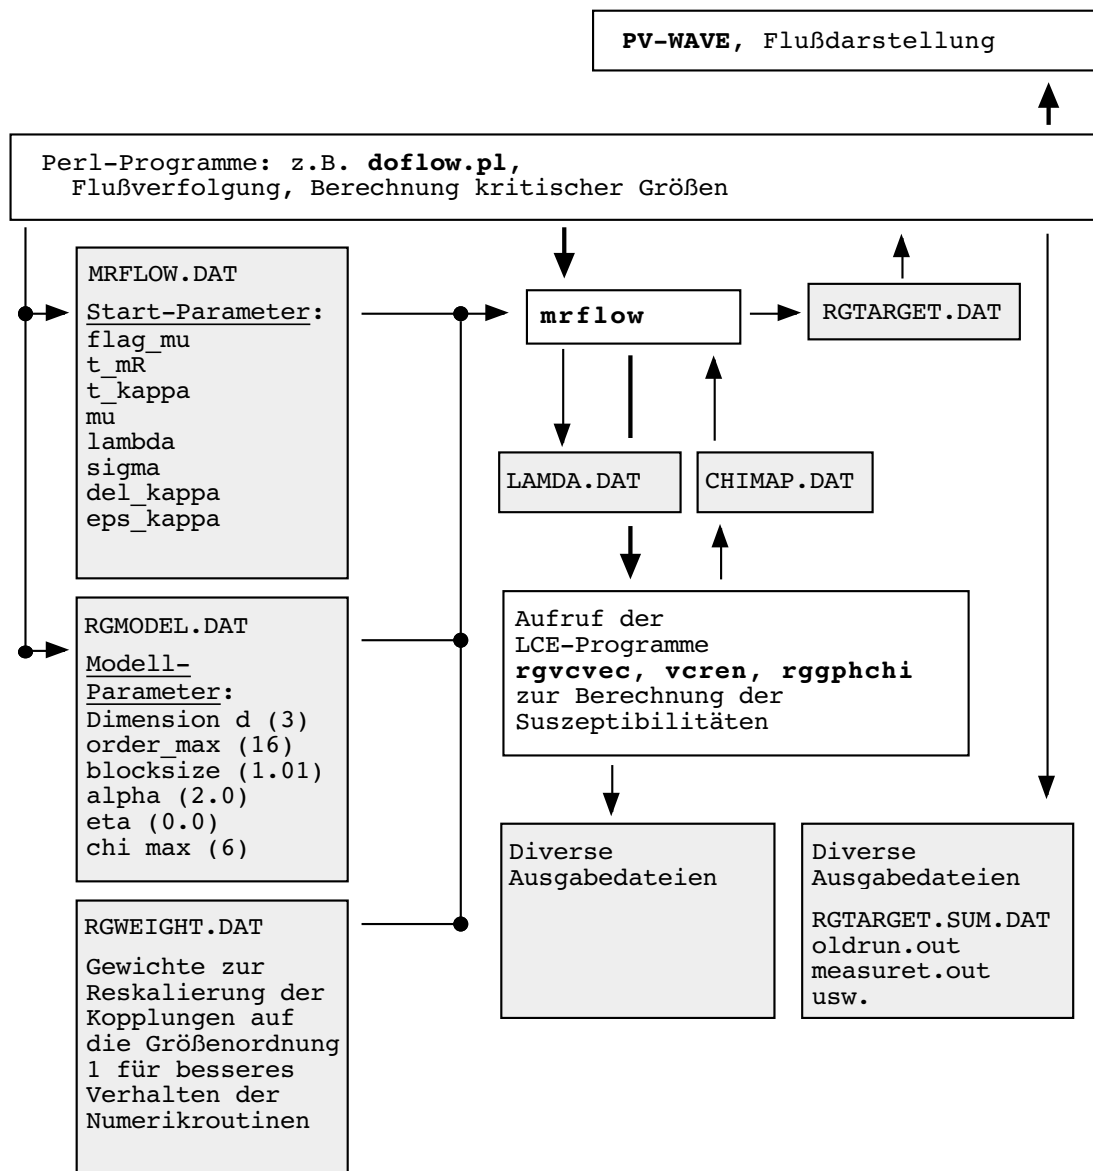 PV-WAVE, Flußdarstellung
Perl-Programme: z.B. doflow.pl,
Flußverfolgung, Berechnung kritischer Größen
MRFLOW.DAT
Start-Parameter:
flag_mu
t_mR
t_kappa
mu
lambda
sigma
del_kappa
eps_kappa
mrflow
RGTARGET.DAT
LAMDA.DAT
CHIMAP.DAT
RGMODEL.DAT
Modell-
Parameter:
Dimension d (3)
order_max (16)
blocksize (1.01)
alpha (2.0)
eta (0.0)
chi max (6)
Aufruf der
LCE-Programme
rgvcvec, vcren, rggphchi
zur Berechnung der
Suszeptibilitäten
RGWEIGHT.DAT
Gewichte zur
Reskalierung der
Kopplungen auf
die Größenordnung
1 für besseres
Verhalten der
Numerikroutinen
Diverse
Ausgabedateien
Diverse
Ausgabedateien
RGTARGET.SUM.DAT
oldrun.out
measuret.out
usw.